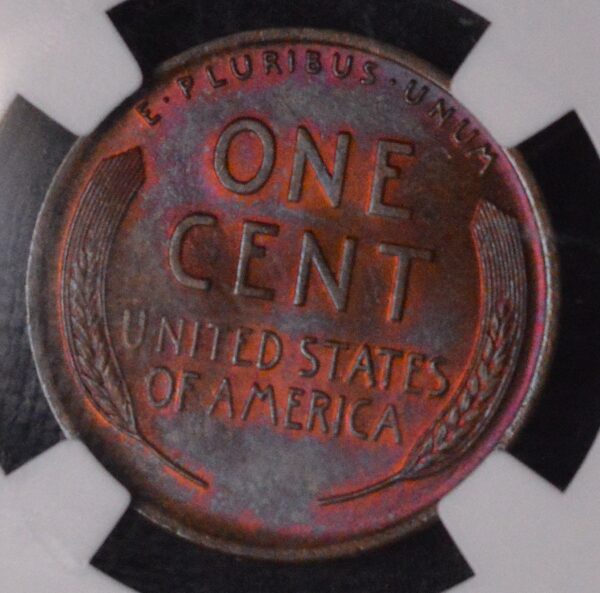 E · PLURIBUS · UNUM
ONE
CENT
UNITED STATES
OF AMERICA